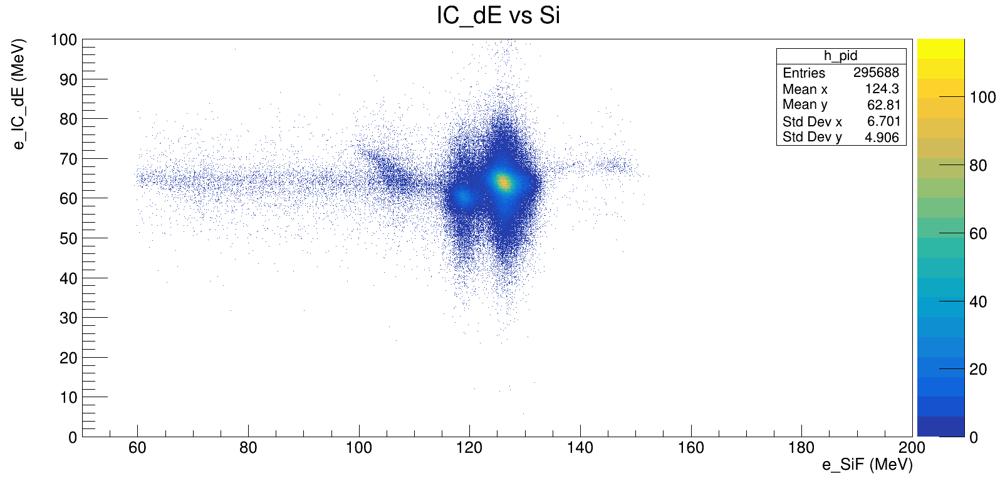 IC_dE vs Si
e_IC_dE (MeV)
100
90
80
70
60
50
40
30
20
10
0
60 80 100 120 140 160 180 200
e_SiF (MeV)
h_pid
Entries 295688
Mean x 124.3
Mean y 62.81
Std Dev x 6.701
Std Dev y 4.906
100
80
60
40
20
0